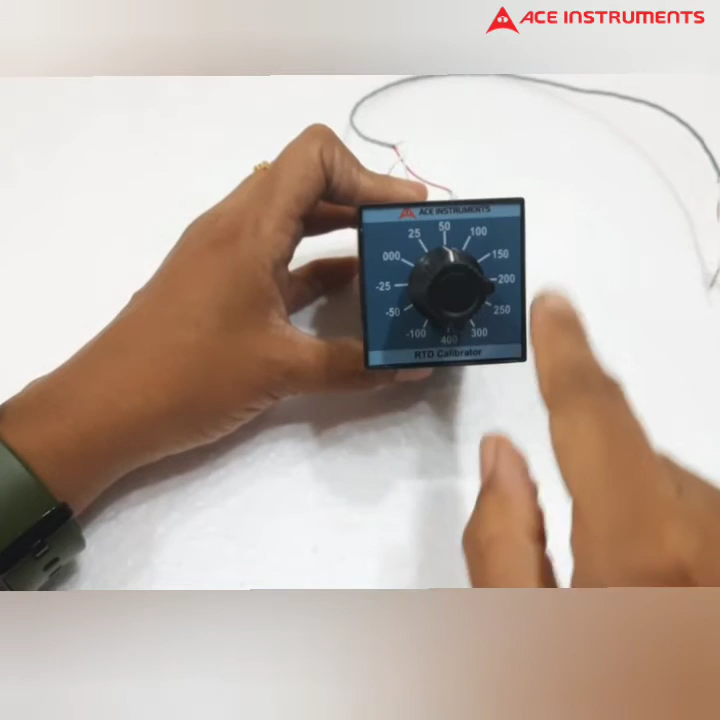 ACE INSTRUMENTS
ACE INSTRUMENTS
50
25 100
000 150
-25 200
-50 250
-100 300
400
RTD Calibrator